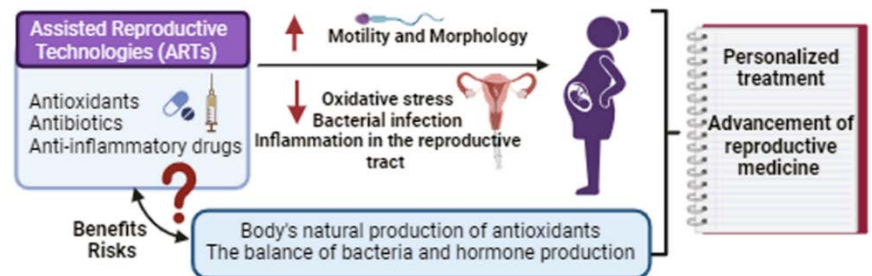 Assisted Reproductive
Technologies (ARTs)
Antioxidants
Antibiotics
Anti-inflammatory drugs
Motility and Morphology
Oxidative stress
Bacterial infection
Inflammation in the reproductive
tract
?
Benefits
Risks
Body's natural production of antioxidants
The balance of bacteria and hormone production
Personalized
treatment
Advancement of
reproductive
medicine